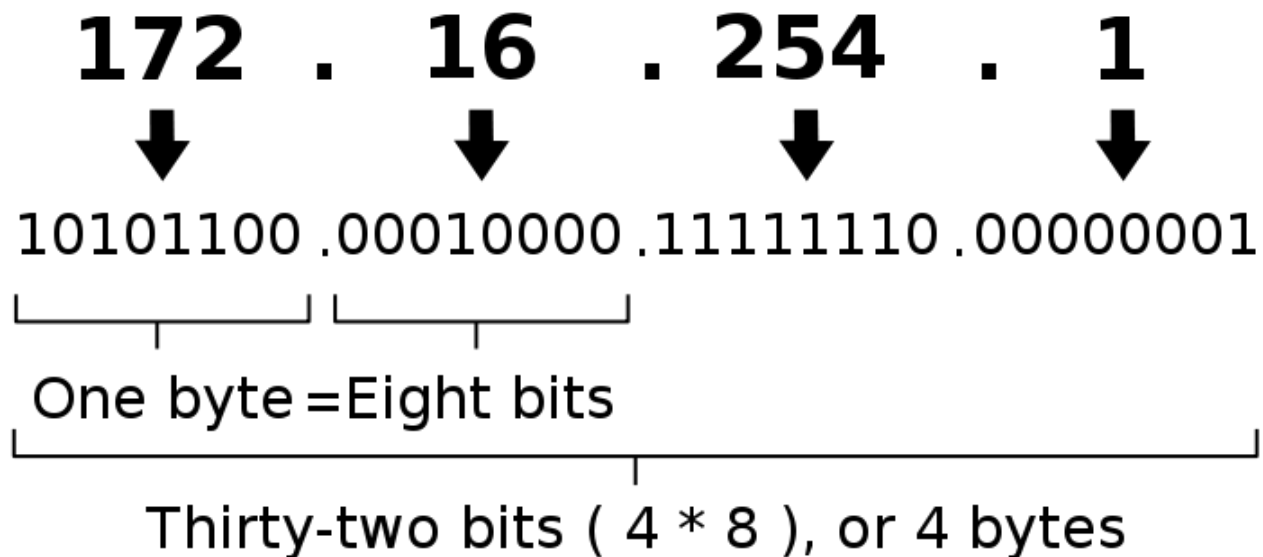 172 . 16 . 254 . 1
10101100 .00010000 .11111110 .00000001
One byte =Eight bits
Thirty-two bits ( 4 * 8 ), or 4 bytes